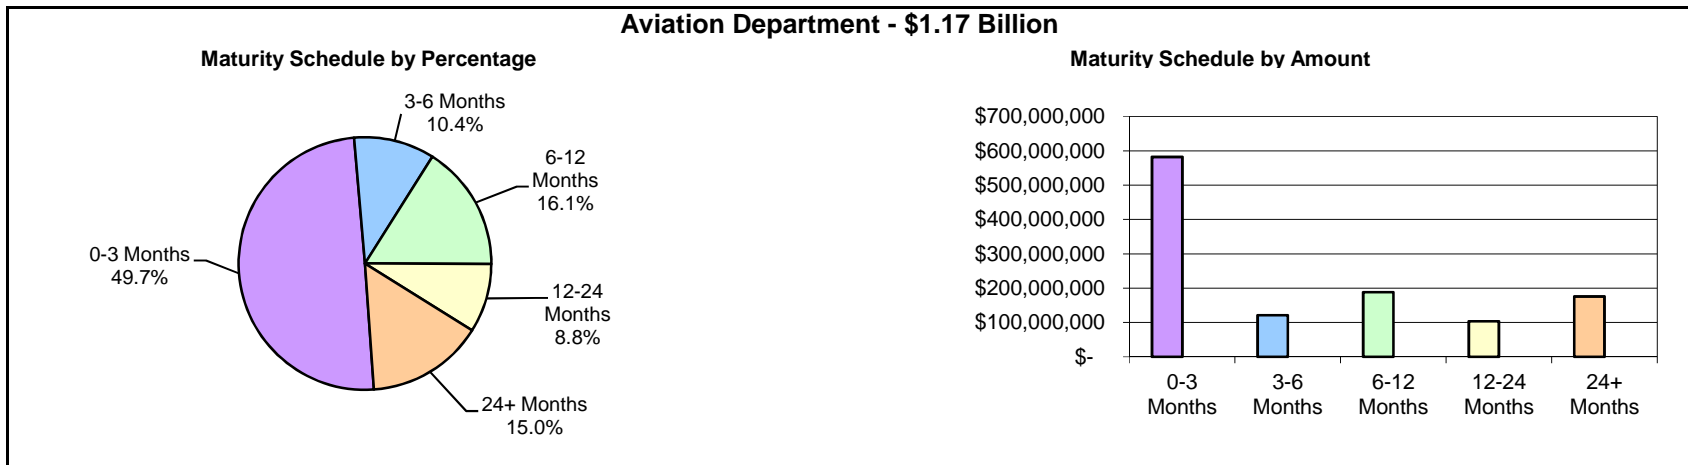 Aviation Department - $1.17 Billion
Maturity Schedule by Percentage
3-6 Months
10.4%
6-12
Months
16.1%
0-3 Months
49.7%
12-24
Months
8.8%
24+ Months
15.0%
Maturity Schedule by Amount
$700,000,000
$600,000,000
$500,000,000
$400,000,000
$300,000,000
$200,000,000
$100,000,000
$-
0-3
Months
3-6
Months
6-12
Months
12-24
Months
24+
Months